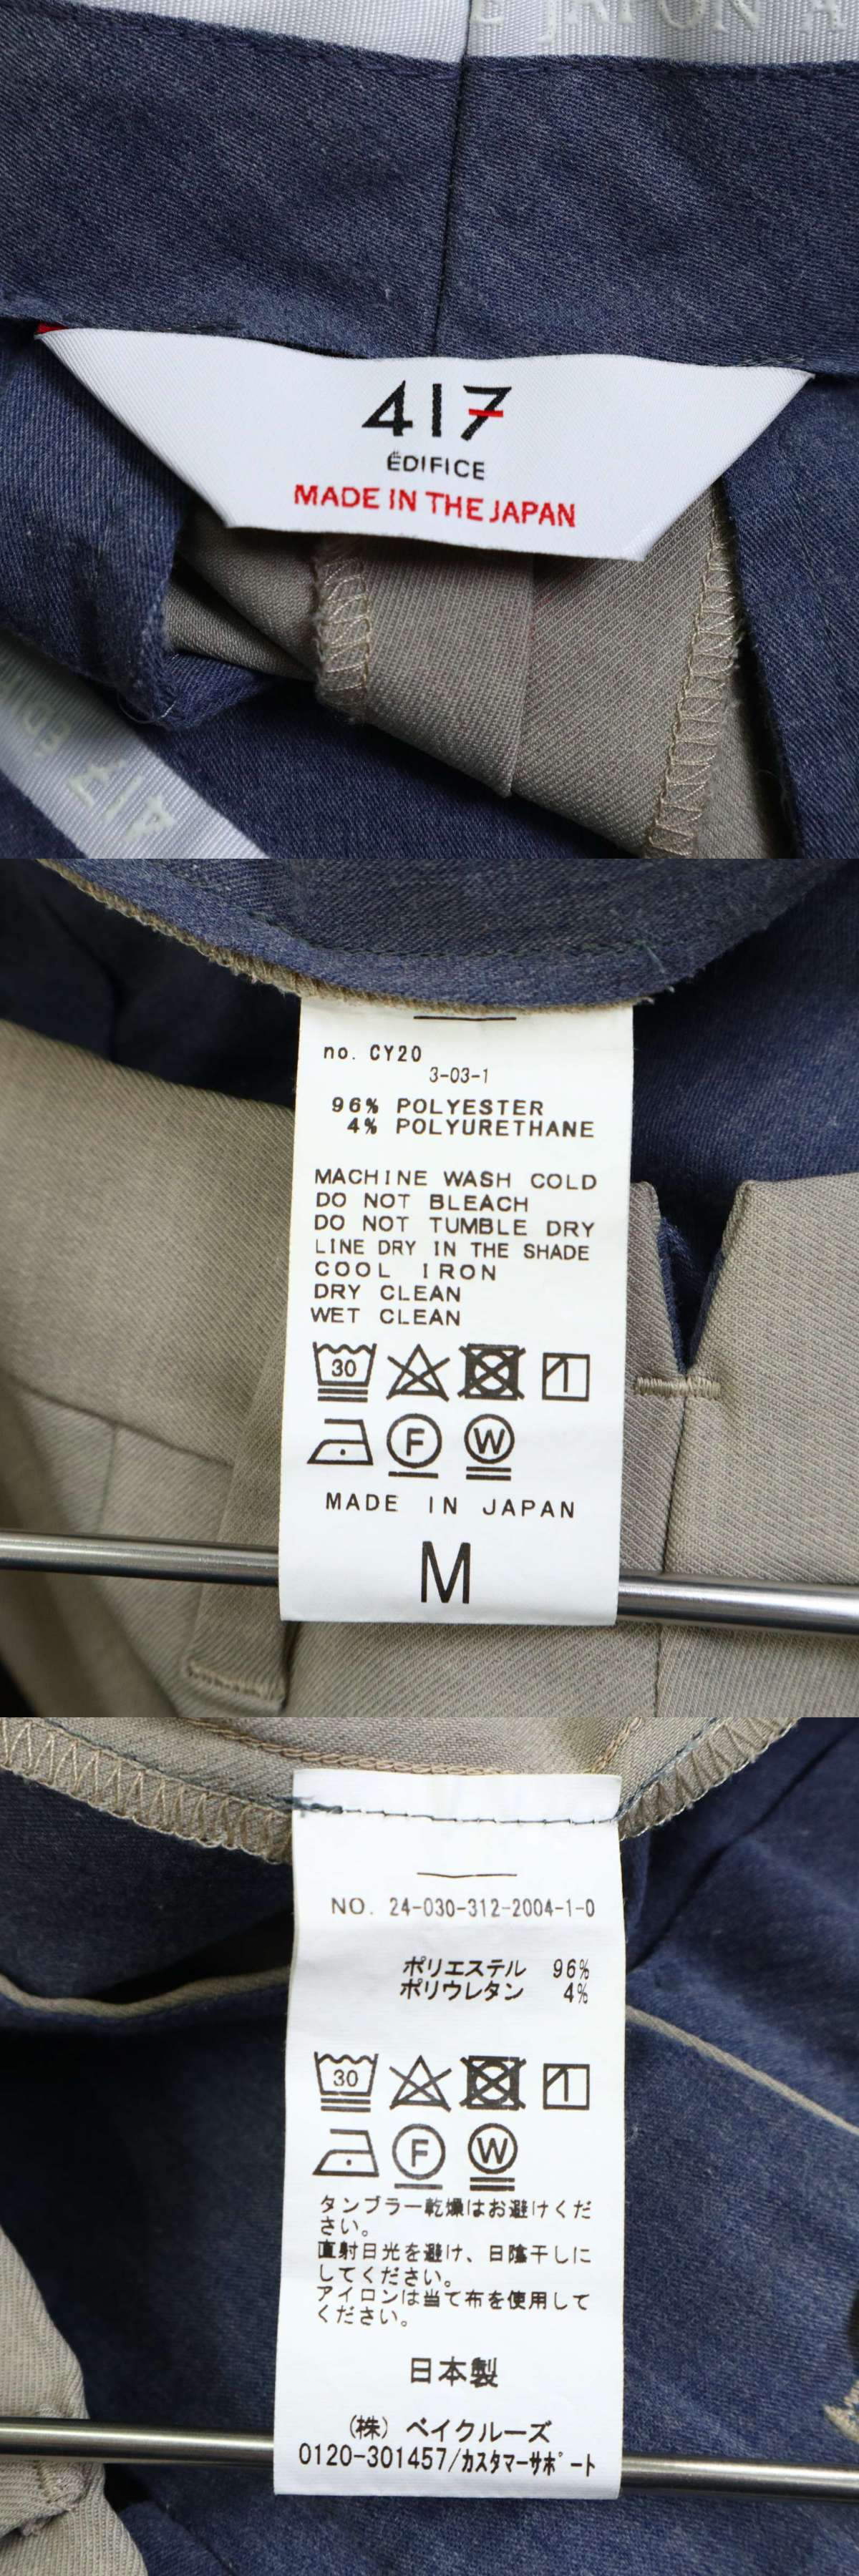 JAPON A
417
ÉDIFICE
MADE IN THE JAPAN
417 ÉDIF
no. CY20
3-03-1
96% POLYESTER
4% POLYURETHANE
MACHINE WASH COLD
DO NOT BLEACH
DO NOT TUMBLE DRY
LINE DRY IN THE SHADE
COOL IRON
DRY CLEAN
WET CLEAN
30
F W
MADE IN JAPAN
M
NO. 24-030-312-2004-1-0
ポリエステル 96%
ポリウレタン 4%
30
F W
タンブラー乾燥はお避けくだ
さい。
直射日光を避け、日陰干しに
してください。
アイロンは当て布を使用して
ください。
日本製
(株) ベイクルーズ
0120-301457/カスタマーサポート